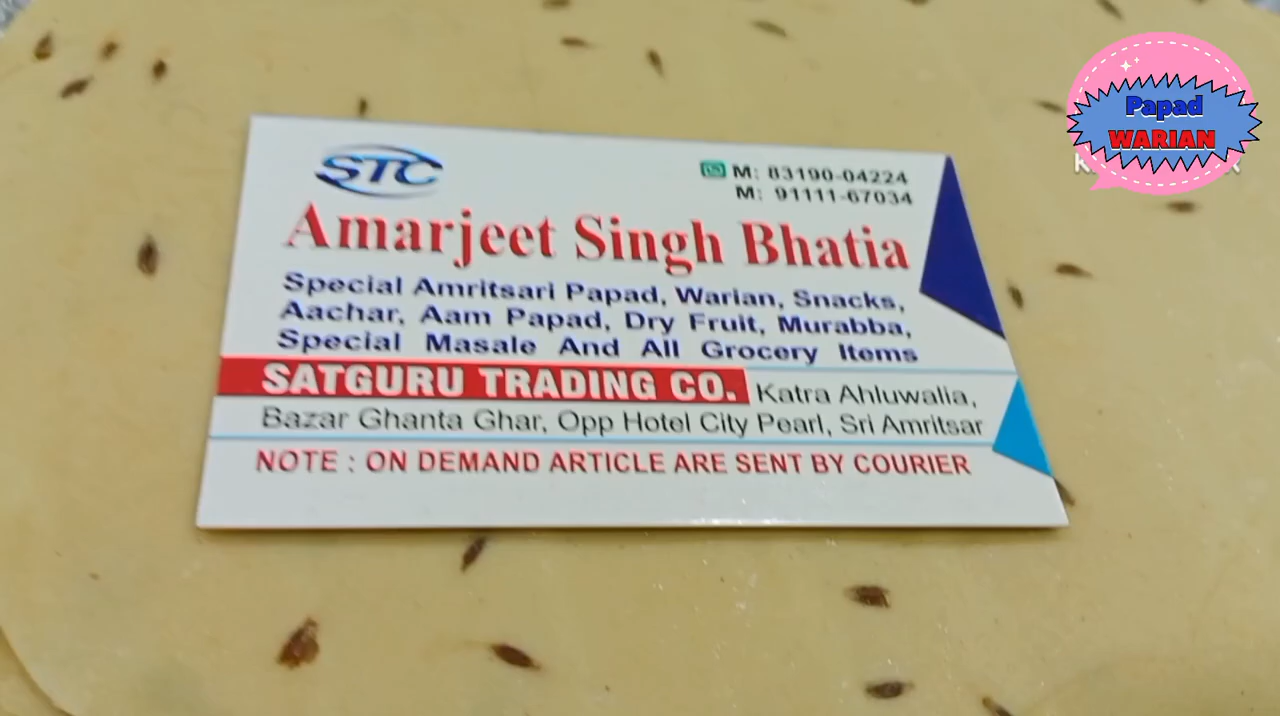 Papad
WARIAN
STC
M: 83190-04224
M: 91111-67034
Amarjeet Singh Bhatia
Special Amritsari Papad, Warian, Snacks,
Aachar, Aam Papad, Dry Fruit, Murabba,
Special Masale And All Grocery Items
SATGURU TRADING CO. Katra Ahluwalia,
Bazar Ghanta Ghar, Opp Hotel City Pearl, Sri Amritsar
NOTE : ON DEMAND ARTICLE ARE SENT BY COURIER